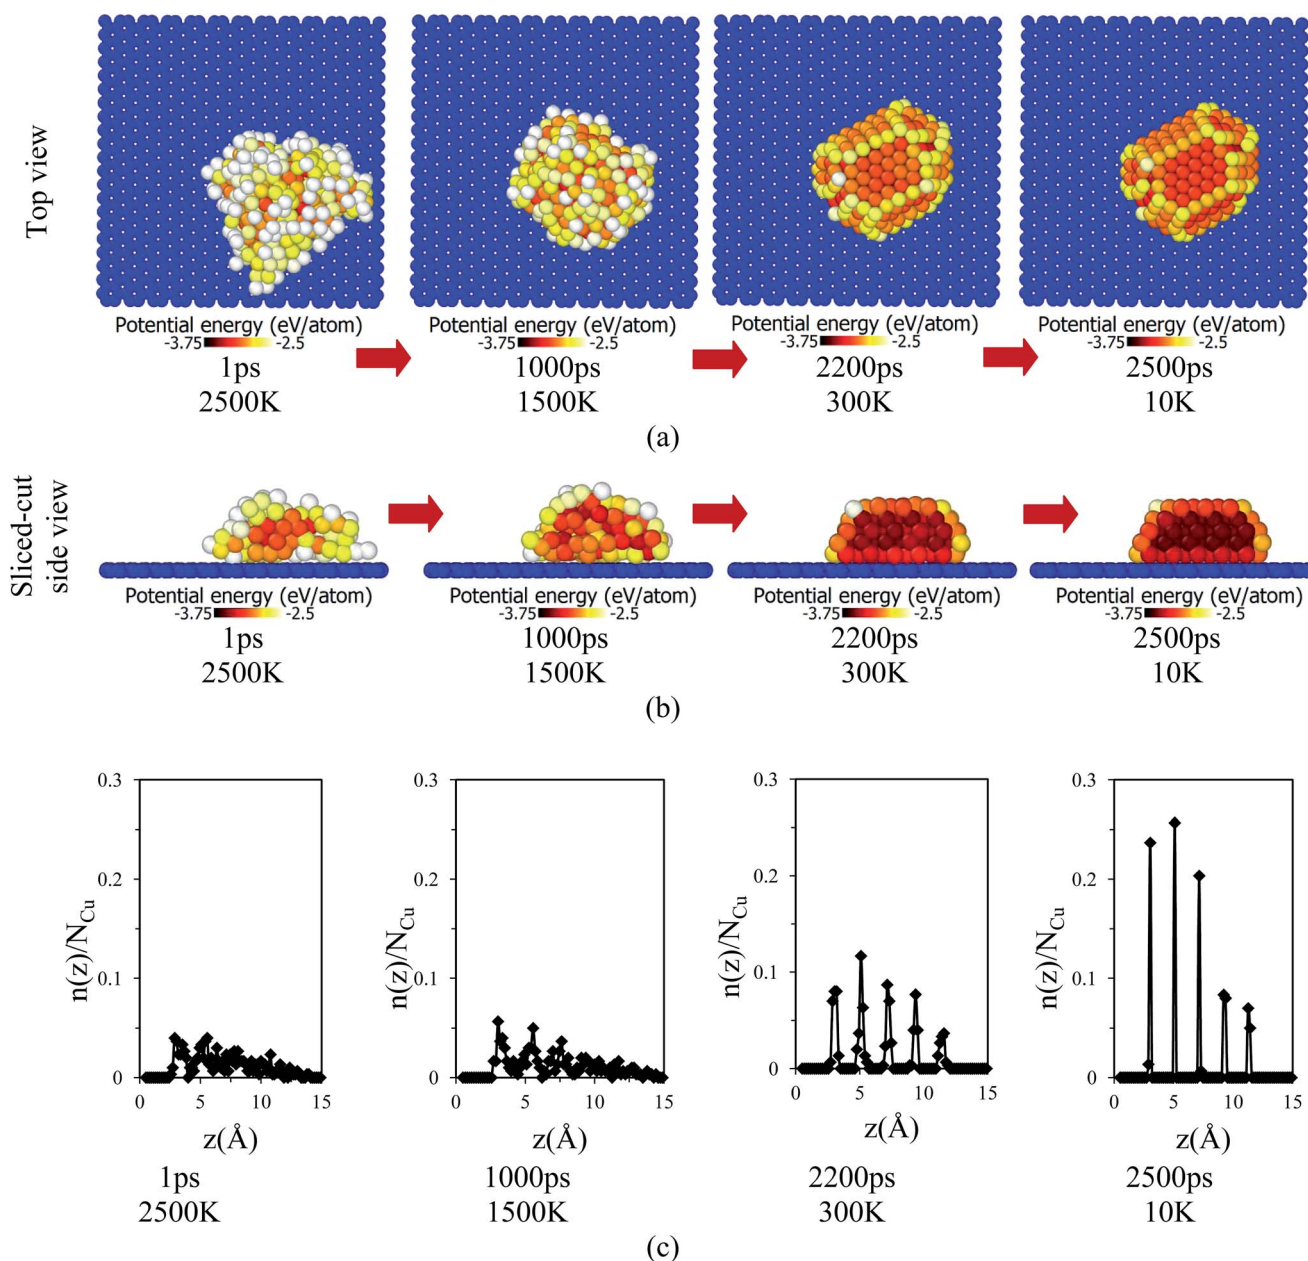 Top view
Potential energy (eV/atom) Potential energy (eV/atom) Potential energy (eV/atom) Potential energy (eV/atom)
-3.75 -2.5 -3.75 -2.5 -3.75 -2.5 -3.75 -2.5
1ps 1000ps 2200ps 2500ps
2500K 1500K 300K 10K
(a)
Sliced-cut
side view
Potential energy (eV/atom) Potential energy (eV/atom) Potential energy (eV/atom) Potential energy (eV/atom)
-3.75 -2.5 -3.75 -2.5 -3.75 -2.5 -3.75 -2.5
1ps 1000ps 2200ps 2500ps
2500K 1500K 300K 10K
(b)
0.3 0.3 0.3 0.3
0.2 0.2 0.2 0.2
n(z)/N_Cu n(z)/N_Cu n(z)/N_Cu n(z)/N_Cu
0.1 0.1 0.1 0.1
0 0 0 0
0 5 10 15 0 5 10 15 0 5 10 15 0 5 10 15
z(Å) z(Å) z(Å) z(Å)
1ps 1000ps 2200ps 2500ps
2500K 1500K 300K 10K
(c)